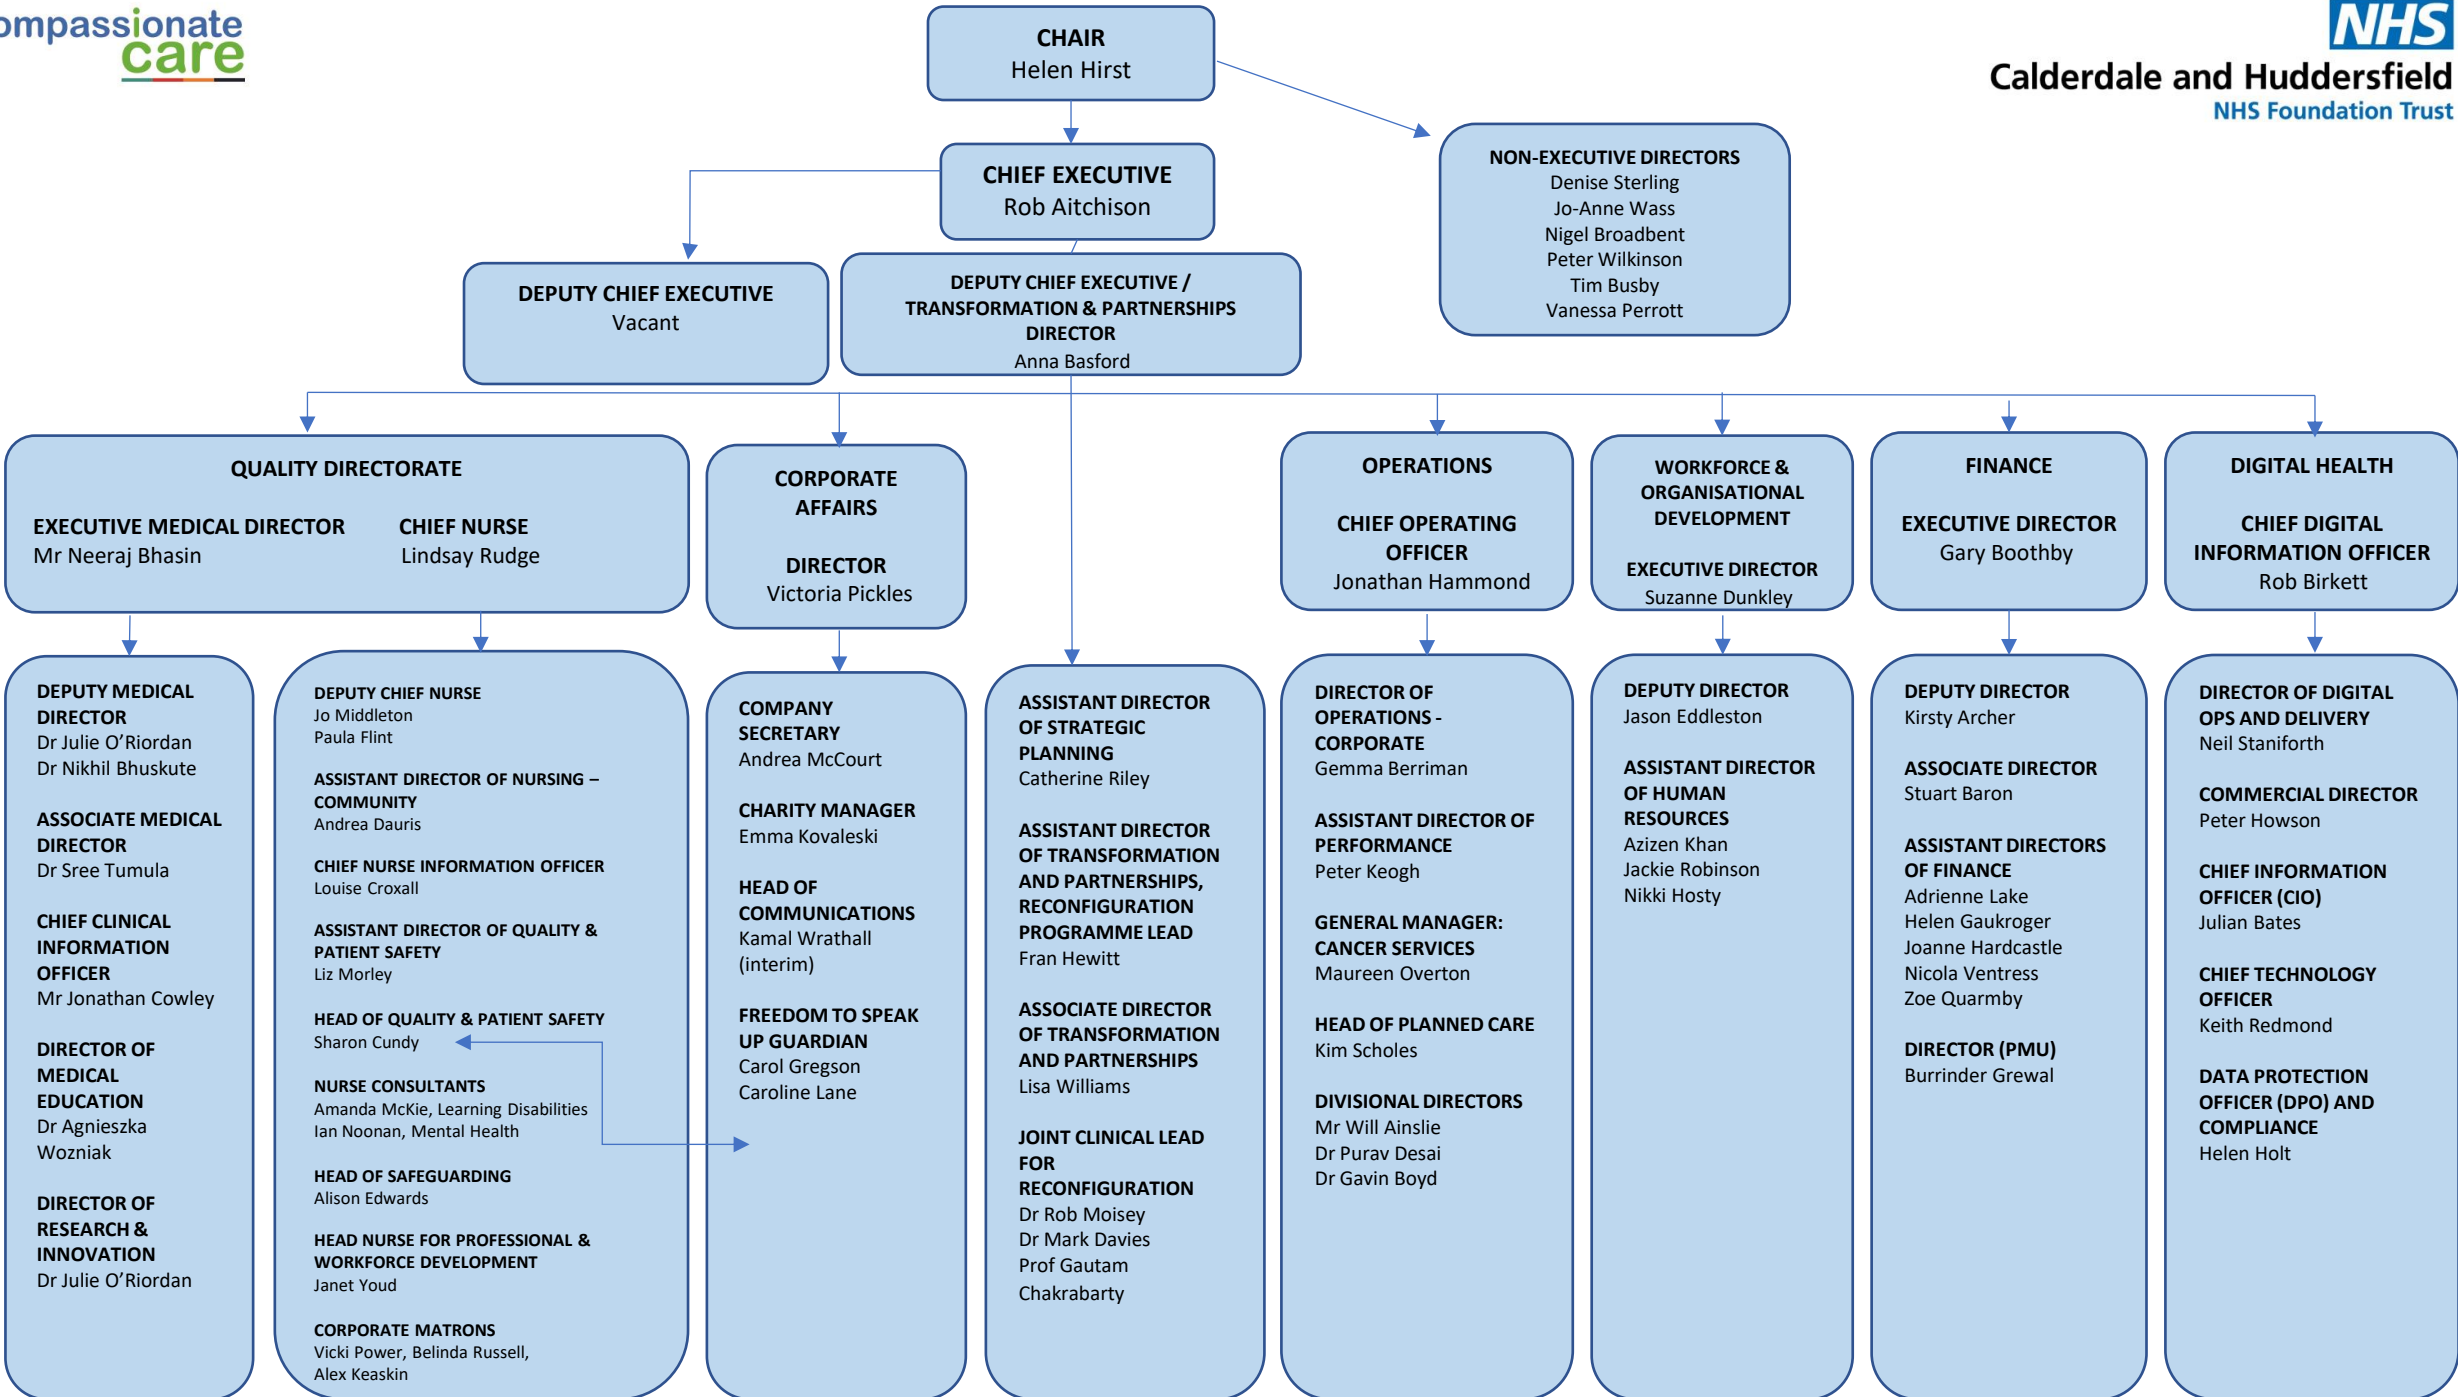 care
NHS
Calderdale and Huddersfield
NHS Foundation Trust
CHAIR
Helen Hirst
CHIEF EXECUTIVE
Rob Aitchison
NON-EXECUTIVE DIRECTORS
Denise Sterling
Jo-Anne Wass
Nigel Broadbent
Peter Wilkinson
Tim Busby
Vanessa Perrott
DEPUTY CHIEF EXECUTIVE
Vacant
DEPUTY CHIEF EXECUTIVE /
TRANSFORMATION & PARTNERSHIPS
DIRECTOR
Anna Basford
QUALITY DIRECTORATE
EXECUTIVE MEDICAL DIRECTOR
Mr Neeraj Bhasin
CHIEF NURSE
Lindsay Rudge
CORPORATE
AFFAIRS
DIRECTOR
Victoria Pickles
OPERATIONS
CHIEF OPERATING
OFFICER
Jonathan Hammond
WORKFORCE &
ORGANISATIONAL
DEVELOPMENT
EXECUTIVE DIRECTOR
Suzanne Dunkley
FINANCE
EXECUTIVE DIRECTOR
Gary Boothby
DIGITAL HEALTH
CHIEF DIGITAL
INFORMATION OFFICER
Rob Birkett
DEPUTY MEDICAL
DIRECTOR
Dr Julie O’Riordan
Dr Nikhil Bhuskute
ASSOCIATE MEDICAL
DIRECTOR
Dr Sree Tumula
CHIEF CLINICAL
INFORMATION
OFFICER
Mr Jonathan Cowley
DIRECTOR OF
MEDICAL
EDUCATION
Dr Agnieszka
Wozniak
DIRECTOR OF
RESEARCH &
INNOVATION
Dr Julie O’Riordan
DEPUTY CHIEF NURSE
Jo Middleton
Paula Flint
ASSISTANT DIRECTOR OF NURSING –
COMMUNITY
Andrea Dauris
CHIEF NURSE INFORMATION OFFICER
Louise Croxall
ASSISTANT DIRECTOR OF QUALITY &
PATIENT SAFETY
Liz Morley
HEAD OF QUALITY & PATIENT SAFETY
Sharon Cundy
NURSE CONSULTANTS
Amanda McKie, Learning Disabilities
Ian Noonan, Mental Health
HEAD OF SAFEGUARDING
Alison Edwards
HEAD NURSE FOR PROFESSIONAL &
WORKFORCE DEVELOPMENT
Janet Youd
CORPORATE MATRONS
Vicki Power, Belinda Russell,
Alex Keaskin
COMPANY
SECRETARY
Andrea McCourt
CHARITY MANAGER
Emma Kovaleski
HEAD OF
COMMUNICATIONS
Kamal Wrathall
(interim)
FREEDOM TO SPEAK
UP GUARDIAN
Carol Gregson
Caroline Lane
ASSISTANT DIRECTOR
OF STRATEGIC
PLANNING
Catherine Riley
ASSISTANT DIRECTOR
OF TRANSFORMATION
AND PARTNERSHIPS,
RECONFIGURATION
PROGRAMME LEAD
Fran Hewitt
ASSOCIATE DIRECTOR
OF TRANSFORMATION
AND PARTNERSHIPS
Lisa Williams
JOINT CLINICAL LEAD
FOR
RECONFIGURATION
Dr Rob Moisey
Dr Mark Davies
Prof Gautam
Chakrabarty
DIRECTOR OF
OPERATIONS -
CORPORATE
Gemma Berriman
ASSISTANT DIRECTOR OF
PERFORMANCE
Peter Keogh
GENERAL MANAGER:
CANCER SERVICES
Maureen Overton
HEAD OF PLANNED CARE
Kim Scholes
DIVISIONAL DIRECTORS
Mr Will Ainslie
Dr Purav Desai
Dr Gavin Boyd
DEPUTY DIRECTOR
Jason Eddleston
ASSISTANT DIRECTOR
OF HUMAN
RESOURCES
Azizen Khan
Jackie Robinson
Nikki Hosty
DEPUTY DIRECTOR
Kirsty Archer
ASSOCIATE DIRECTOR
Stuart Baron
ASSISTANT DIRECTORS
OF FINANCE
Adrienne Lake
Helen Gaukroger
Joanne Hardcastle
Nicola Ventress
Zoe Quarmby
DIRECTOR (PMU)
Burrinder Grewal
DIRECTOR OF DIGITAL
OPS AND DELIVERY
Neil Staniforth
COMMERCIAL DIRECTOR
Peter Howson
CHIEF INFORMATION
OFFICER (CIO)
Julian Bates
CHIEF TECHNOLOGY
OFFICER
Keith Redmond
DATA PROTECTION
OFFICER (DPO) AND
COMPLIANCE
Helen Holt